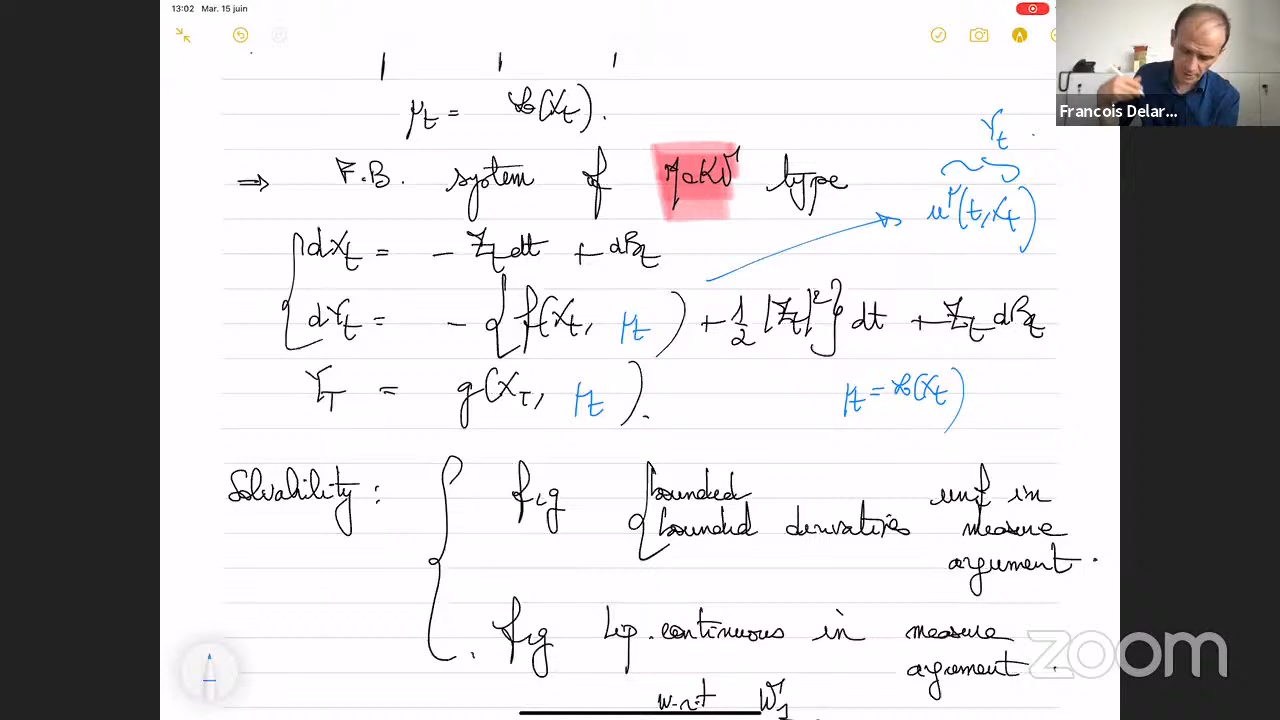 13:02 Mar. 15 juin
Francois Delar...
μ_t = ℒ(X_t).
Y_t.
⇒ F.B. system of McKV type
u^μ(t, X_t)
dX_t = - Z_t dt + dB_t
dY_t = - { f(X_t, μ_t) + 1/2 |Z_t|² } dt + Z_t dB_t
Y_T = g(X_T, μ_t). μ_t = ℒ(X_t)
Solvability : f, g bounded unif in
bounded derivatives measure
argument.
f, g Lip. continuous in measure
argument.
w.r.t W_1
zoom